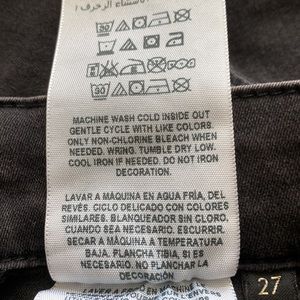 MACHINE WASH COLD INSIDE OUT
GENTLE CYCLE WITH LIKE COLORS.
ONLY NON-CHLORINE BLEACH WHEN
NEEDED. WRING. TUMBLE DRY LOW.
COOL IRON IF NEEDED. DO NOT IRON
DECORATION.
LAVAR A MÁQUINA EN AGUA FRÍA, DEL
REVÉS. CICLO DELICADO CON COLORES
SIMILARES. BLANQUEADOR SIN CLORO,
CUANDO SEA NECESARIO. ESCURRIR.
SECAR A MÁQUINA A TEMPERATURA
BAJA. PLANCHA TIBIA, SI ES
NECESARIO. NO PLANCHAR LA
DECORACIÓN
27